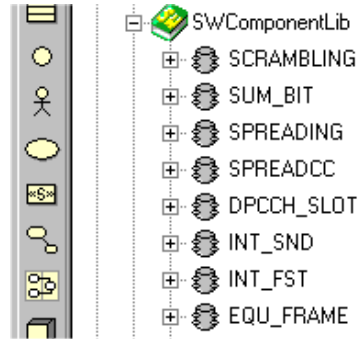 SWComponentLib
SCRAMBLING
SUM_BIT
SPREADING
SPREADCC
«S»
DPCCH_SLOT
INT_SND
INT_FST
EQU_FRAME